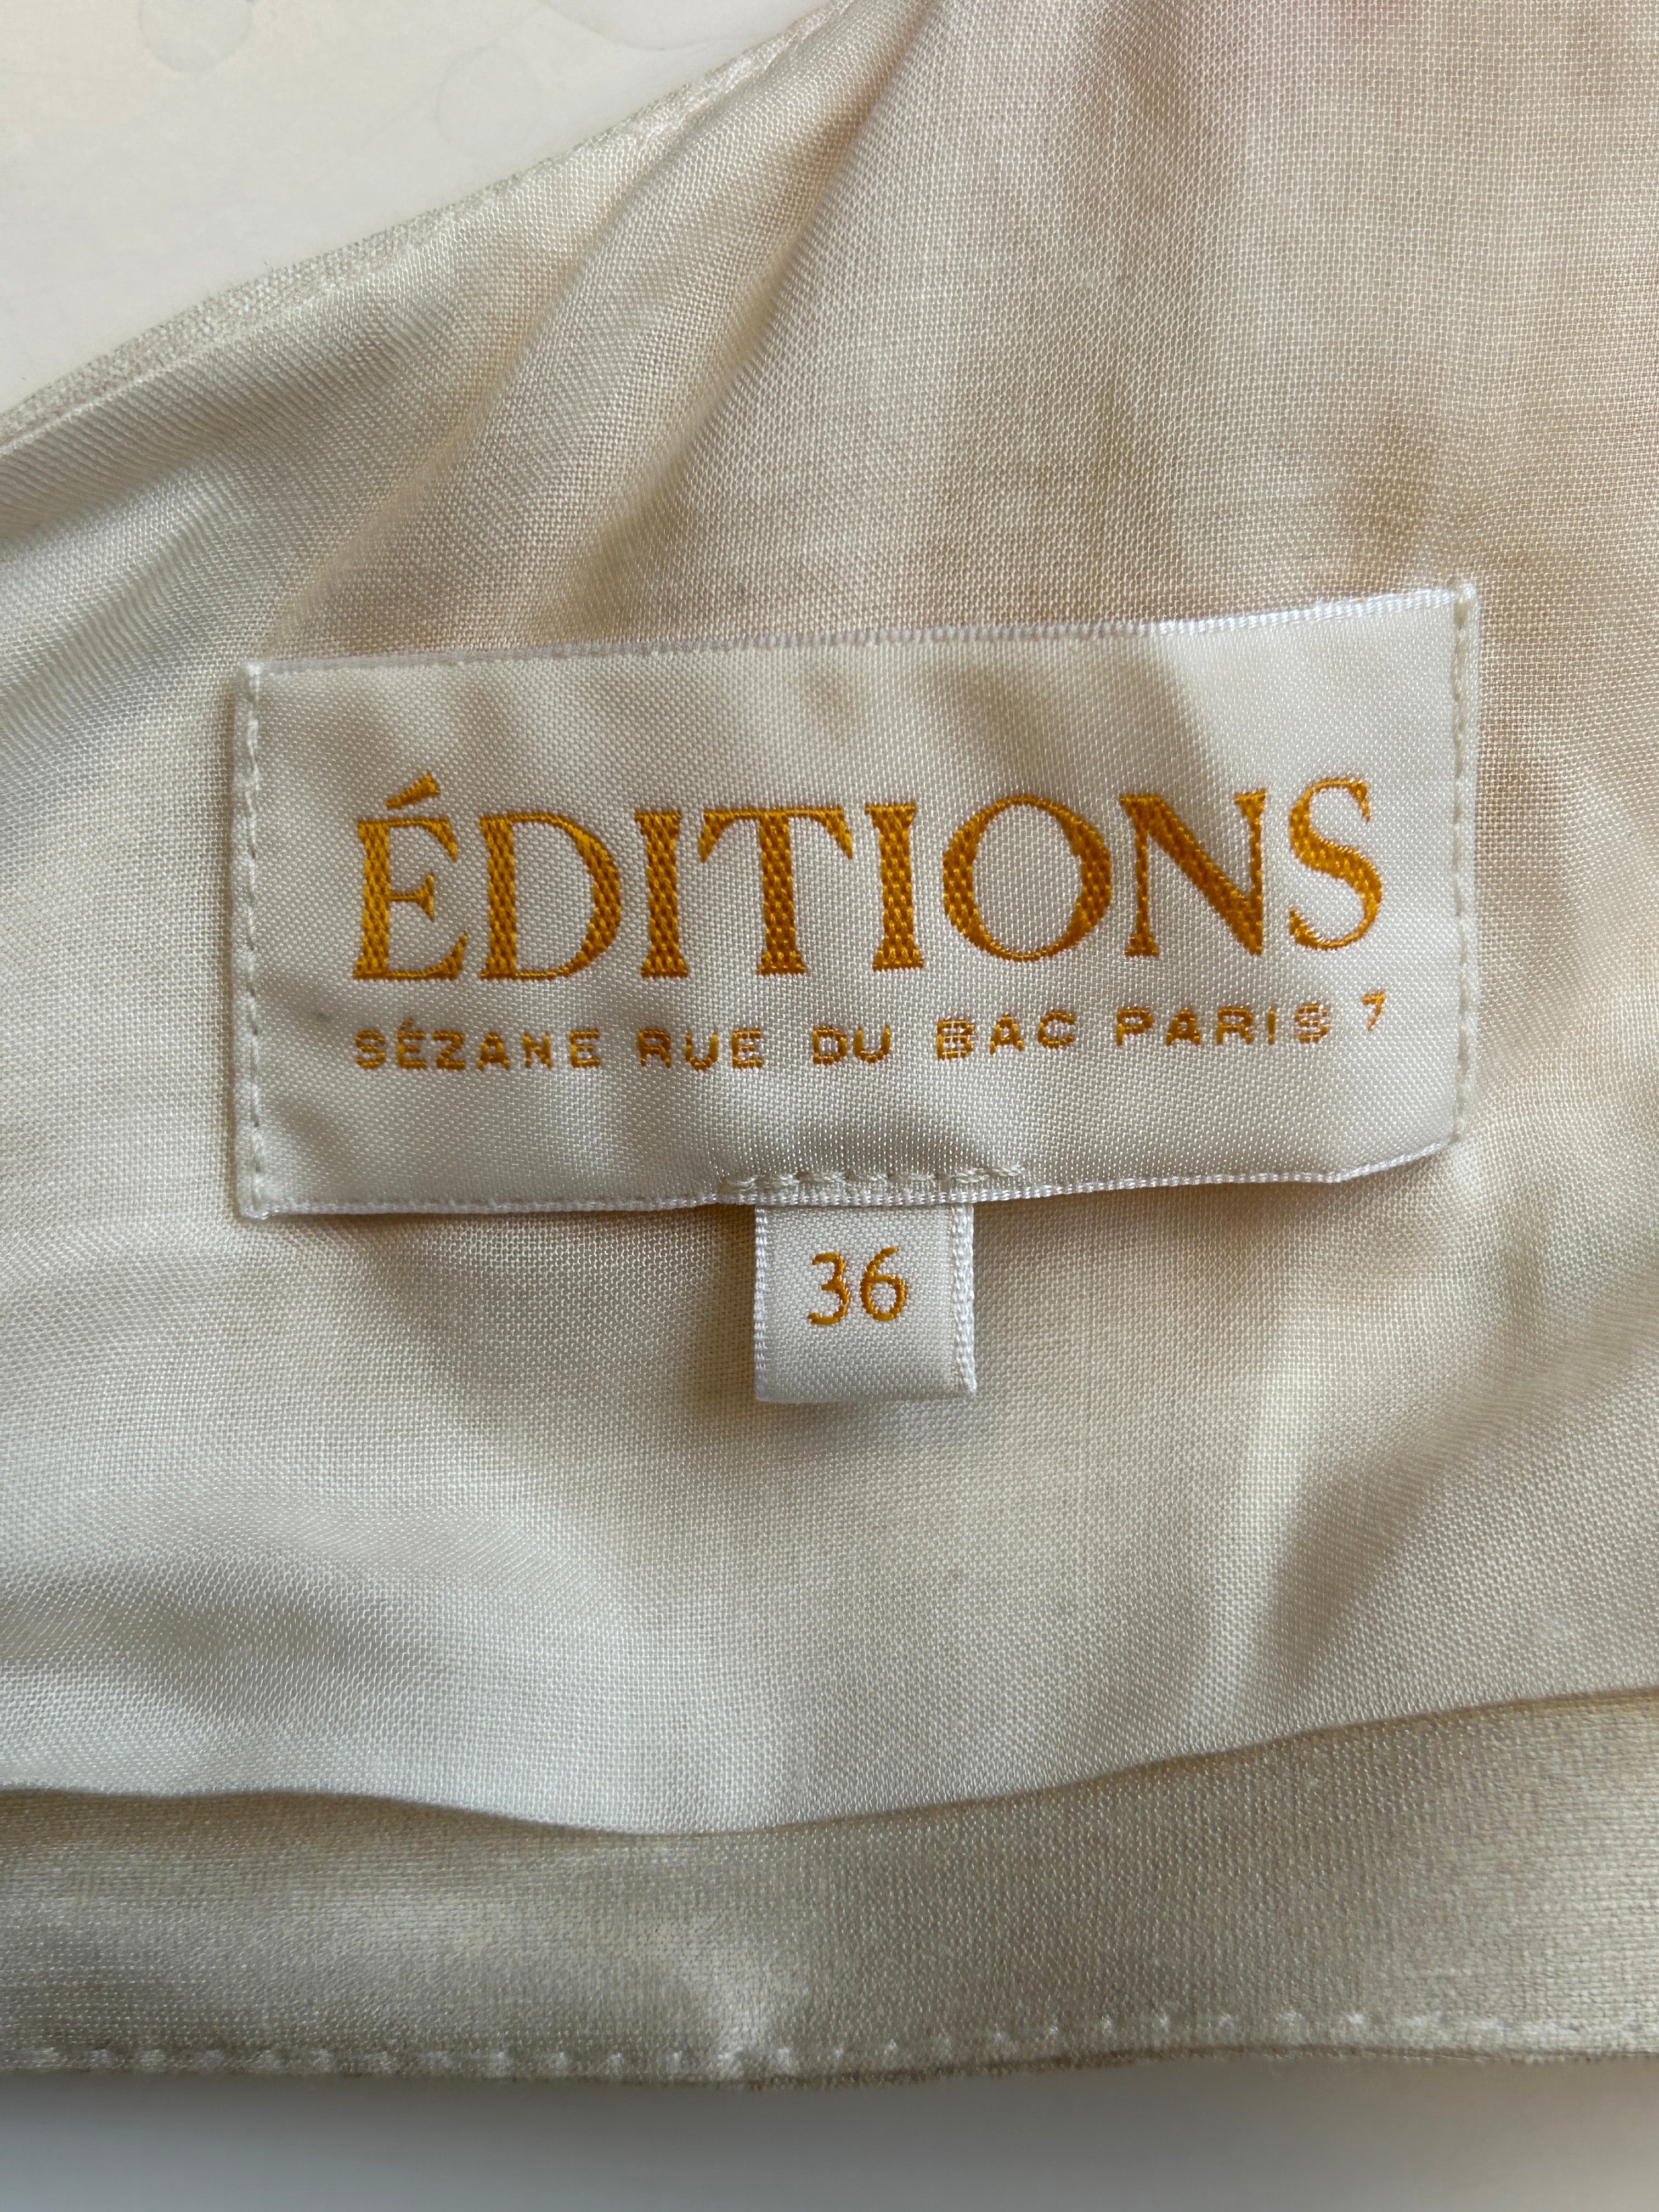 ÉDITIONS
SÉZANE RUE DU BAC PARIS 7
36